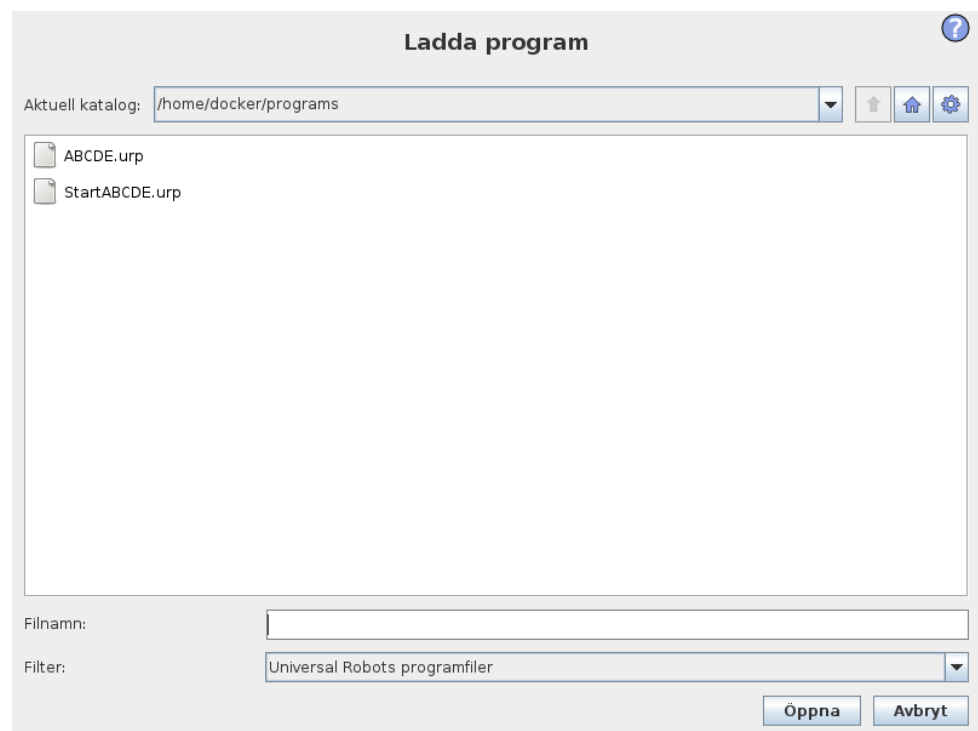 Ladda program
?
Aktuell katalog: /home/docker/programs
ABCDE.urp
StartABCDE.urp
Filnamn:
Filter: Universal Robots programfiler
Öppna Avbryt